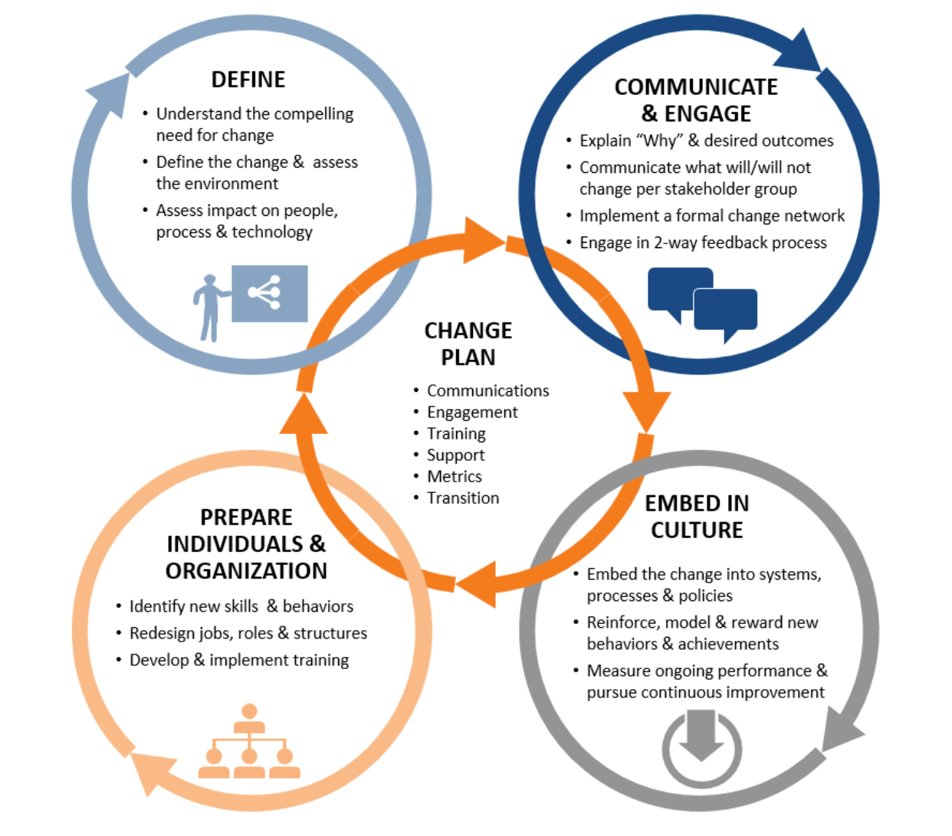 DEFINE
• Understand the compelling
need for change
• Define the change & assess
the environment
• Assess impact on people,
process & technology
COMMUNICATE
& ENGAGE
• Explain “Why” & desired outcomes
• Communicate what will/will not
change per stakeholder group
• Implement a formal change network
• Engage in 2-way feedback process
CHANGE
PLAN
• Communications
• Engagement
• Training
• Support
• Metrics
• Transition
PREPARE
INDIVIDUALS &
ORGANIZATION
• Identify new skills & behaviors
• Redesign jobs, roles & structures
• Develop & implement training
EMBED IN
CULTURE
• Embed the change into systems,
processes & policies
• Reinforce, model & reward new
behaviors & achievements
• Measure ongoing performance &
pursue continuous improvement